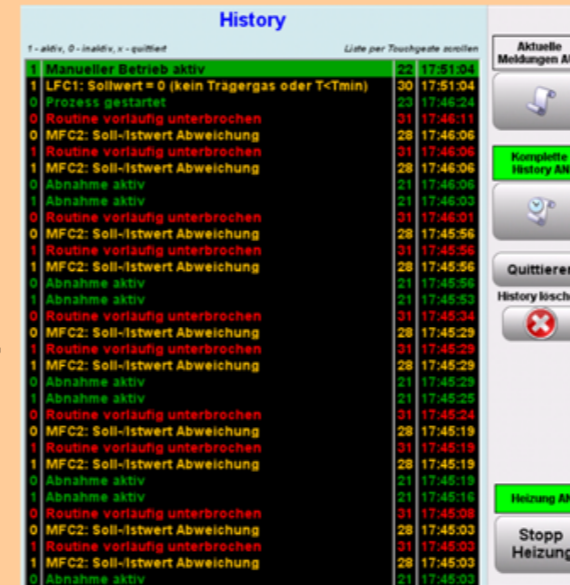 History
1 - aktiv, 0 - inaktiv, x - quittiert
Liste per Touchgeste scrollen
1 Manueller Betrieb aktiv 22 17:51:04
1 LFC1: Sollwert = 0 (kein Trägergas oder T<Tmin) 30 17:51:04
0 Prozess gestartet 23 17:46:24
0 Routine vorläufig unterbrochen 31 17:46:11
0 MFC2: Soll-/Istwert Abweichung 28 17:46:06
1 Routine vorläufig unterbrochen 31 17:46:06
1 MFC2: Soll-/Istwert Abweichung 28 17:46:06
0 Abnahme aktiv 21 17:46:06
1 Abnahme aktiv 21 17:46:03
0 Routine vorläufig unterbrochen 31 17:46:01
0 MFC2: Soll-/Istwert Abweichung 28 17:45:56
1 Routine vorläufig unterbrochen 31 17:45:56
1 MFC2: Soll-/Istwert Abweichung 28 17:45:56
0 Abnahme aktiv 21 17:45:56
1 Abnahme aktiv 21 17:45:53
0 Routine vorläufig unterbrochen 31 17:45:34
0 MFC2: Soll-/Istwert Abweichung 28 17:45:29
1 Routine vorläufig unterbrochen 31 17:45:29
1 MFC2: Soll-/Istwert Abweichung 28 17:45:29
0 Abnahme aktiv 21 17:45:29
1 Abnahme aktiv 21 17:45:25
0 Routine vorläufig unterbrochen 31 17:45:24
0 MFC2: Soll-/Istwert Abweichung 28 17:45:19
1 Routine vorläufig unterbrochen 31 17:45:19
1 MFC2: Soll-/Istwert Abweichung 28 17:45:19
0 Abnahme aktiv 21 17:45:19
1 Abnahme aktiv 21 17:45:16
0 Routine vorläufig unterbrochen 31 17:45:08
0 MFC2: Soll-/Istwert Abweichung 28 17:45:03
1 Routine vorläufig unterbrochen 31 17:45:03
1 MFC2: Soll-/Istwert Abweichung 28 17:45:03
0 Abnahme aktiv 21 17:45:03
Aktuelle
Meldungen A
Komplette
History AN
Quittieren
History lösch
Heizung AN
Stopp
Heizung